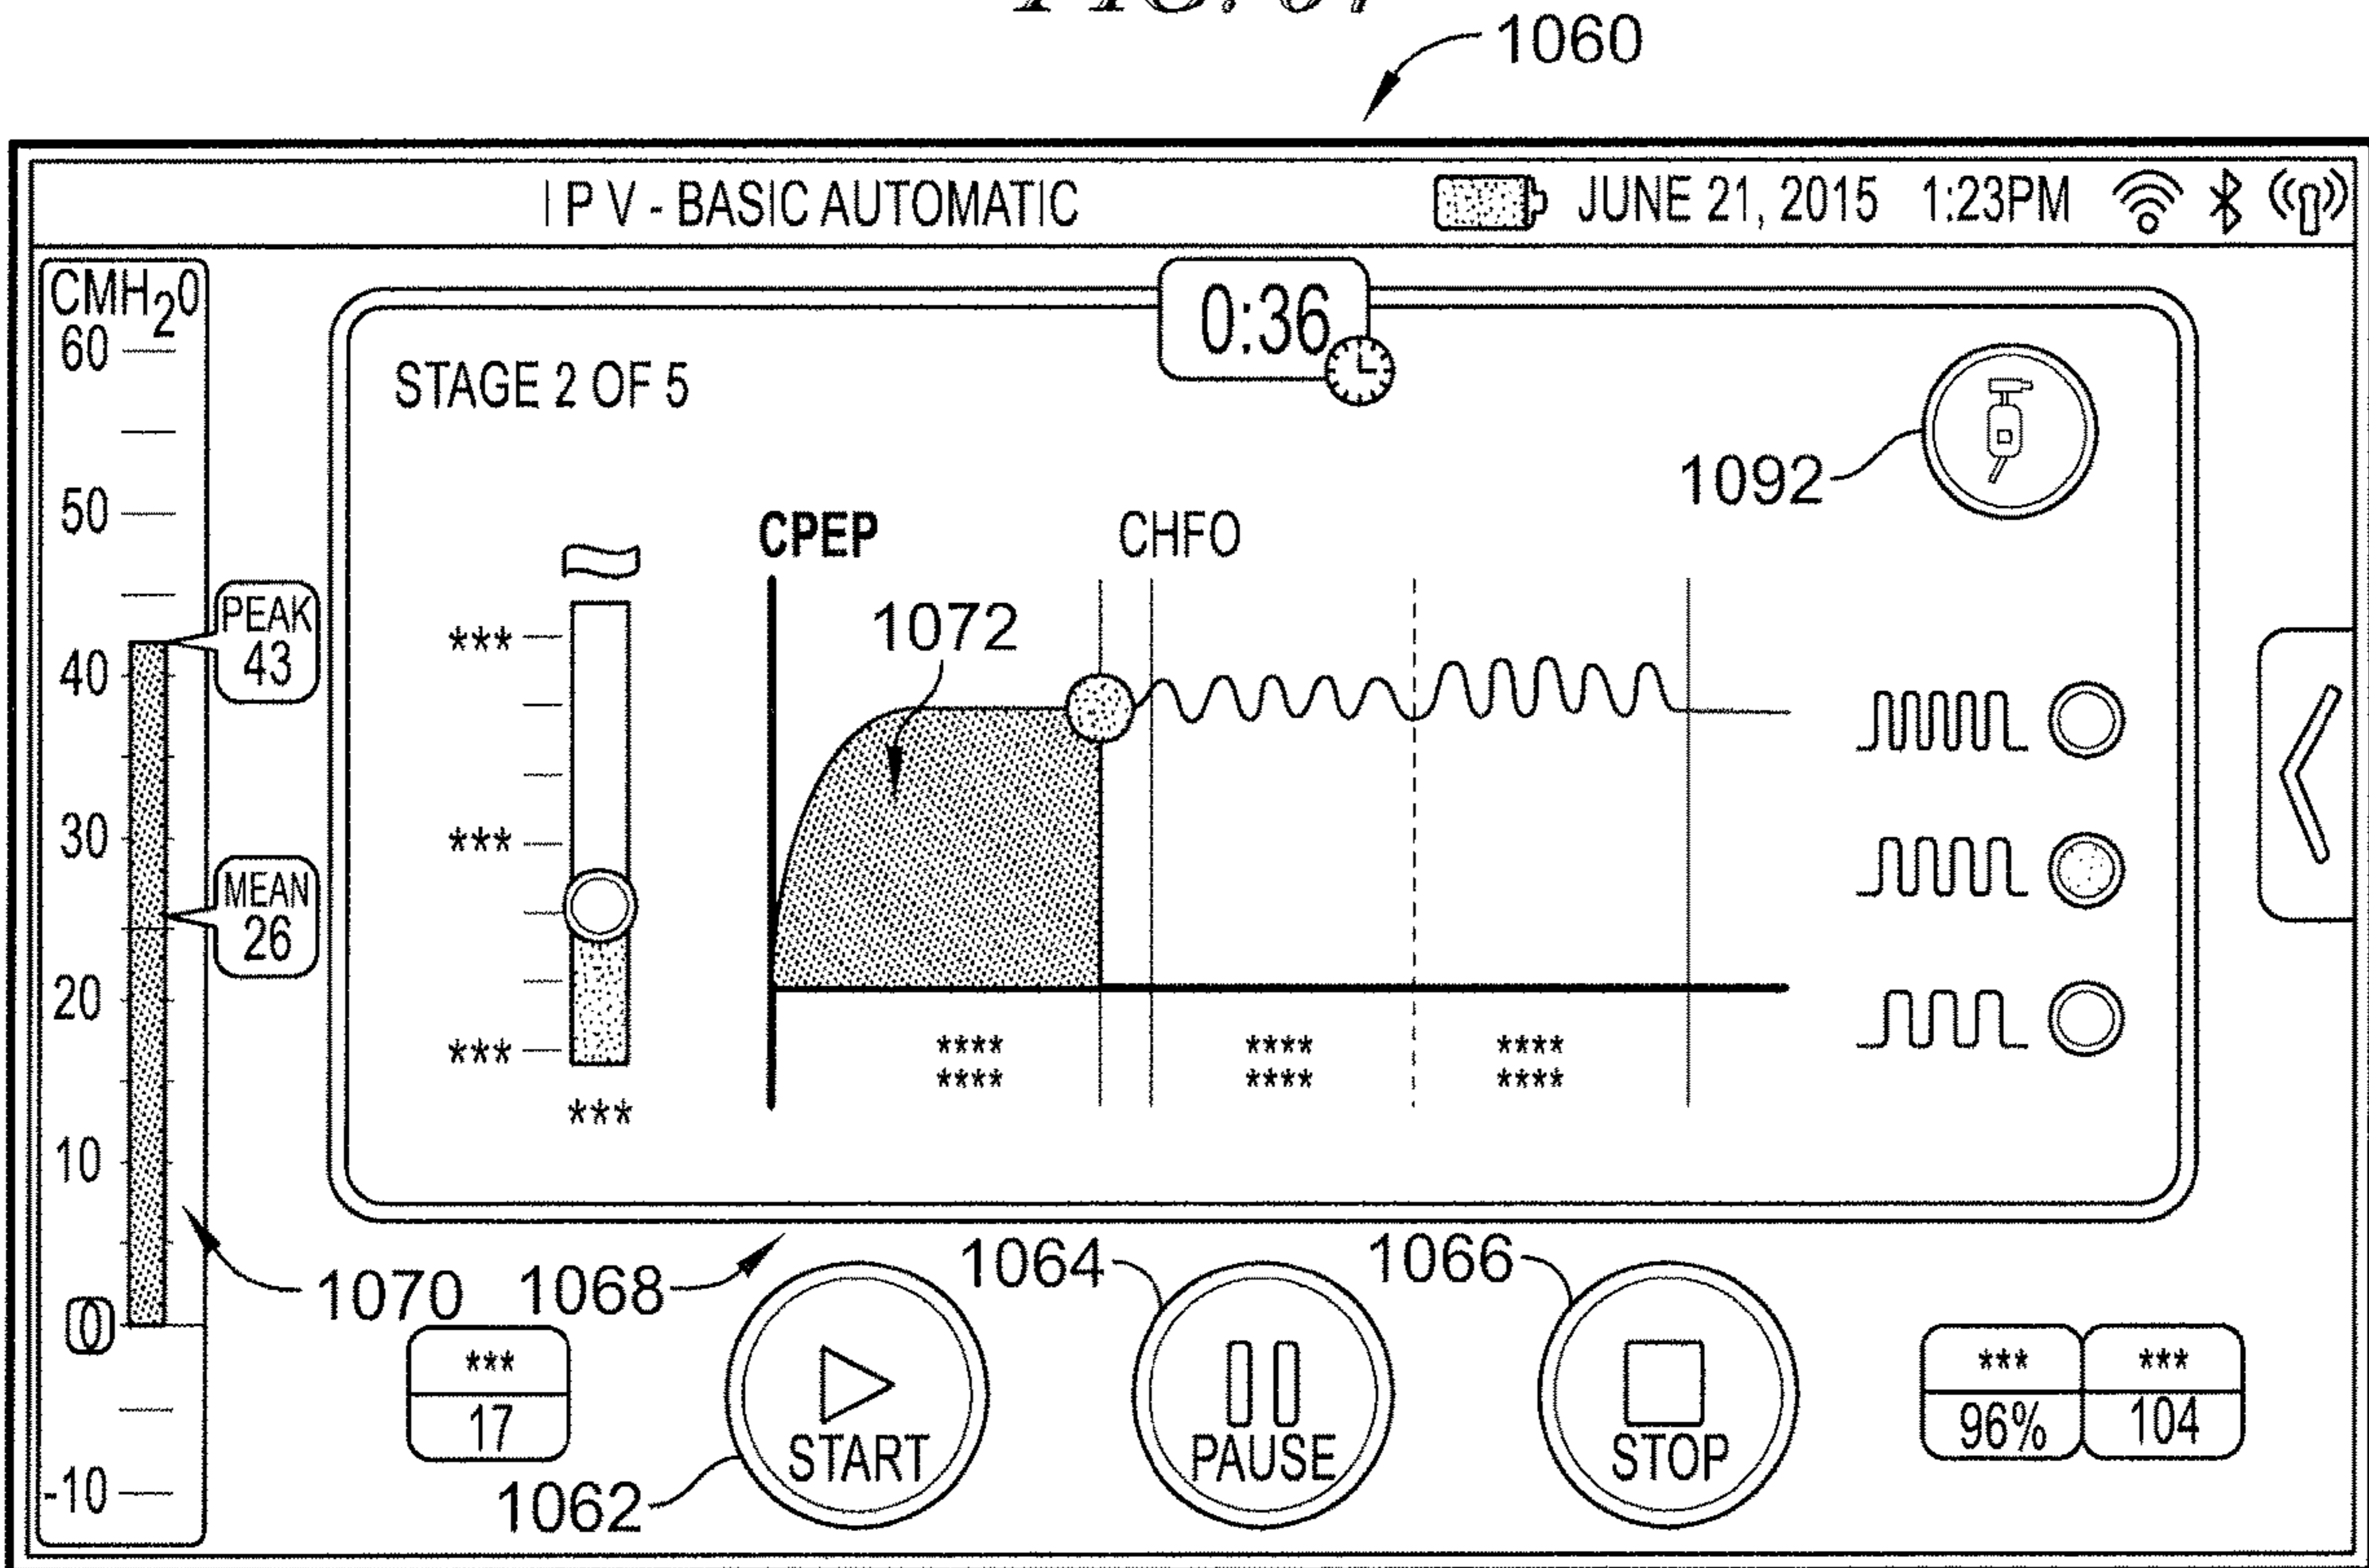 1060
I P V - BASIC AUTOMATIC JUNE 21, 2015 1:23PM
CMH20
60
50
40
30
20
10
0
-10
PEAK
43
MEAN
26
0:36
STAGE 2 OF 5
1092
CPEP CHFO
1072
***
***
***
***
**** **** ****
**** **** ****
1070
1068
1064
1066
***
17
START
PAUSE
STOP
1062
*** ***
96% 104